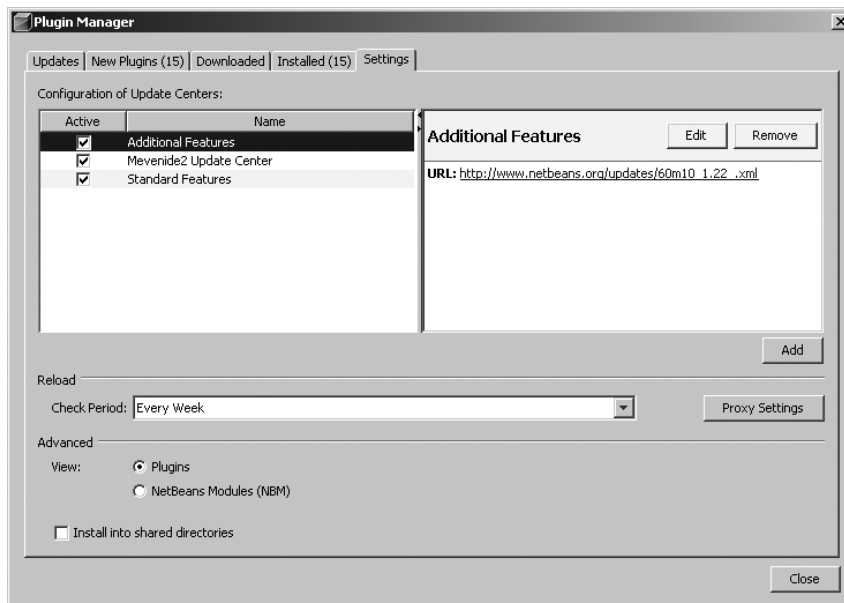 Plugin Manager
Updates New Plugins (15) Downloaded Installed (15) Settings
Configuration of Update Centers:
Active Name
Additional Features
Mevenide2 Update Center
Standard Features
Additional Features Edit Remove
URL: http://www.netbeans.org/updates/60m10_1.22_.xml
Add
Reload
Check Period: Every Week Proxy Settings
Advanced
View: Plugins
NetBeans Modules (NBM)
Install into shared directories
Close